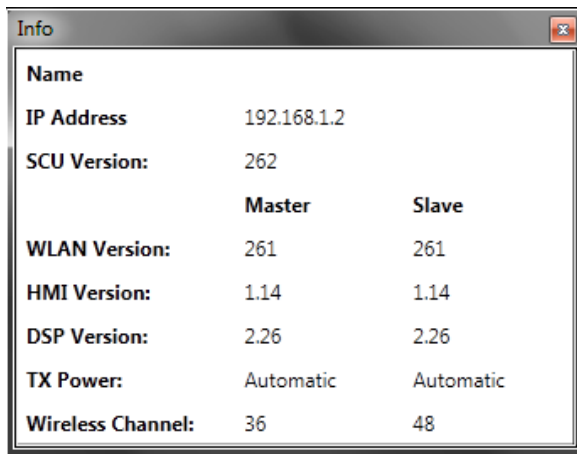 Info
Name
IP Address 192.168.1.2
SCU Version: 262
Master Slave
WLAN Version: 261 261
HMI Version: 1.14 1.14
DSP Version: 2.26 2.26
TX Power: Automatic Automatic
Wireless Channel: 36 48